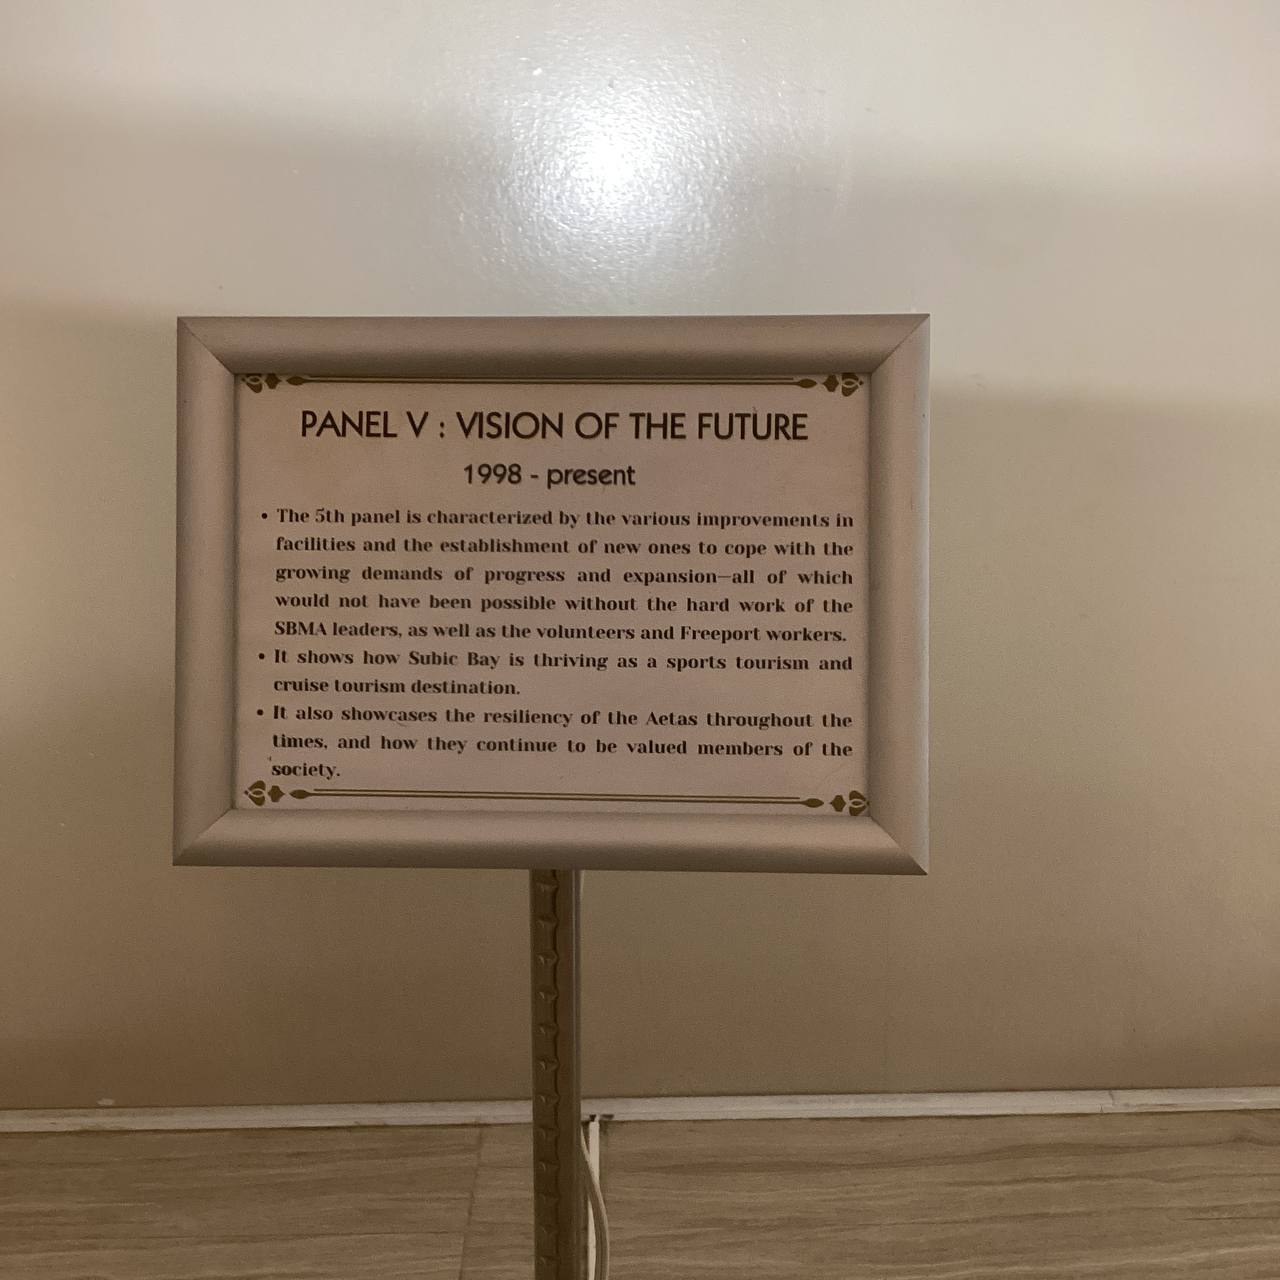 PANEL V : VISION OF THE FUTURE
1998 - present
• The 5th panel is characterized by the various improvements in
facilities and the establishment of new ones to cope with the
growing demands of progress and expansion—all of which
would not have been possible without the hard work of the
SBMA leaders, as well as the volunteers and Freeport workers.
• It shows how Subic Bay is thriving as a sports tourism and
cruise tourism destination.
• It also showcases the resiliency of the Aetas throughout the
times, and how they continue to be valued members of the
society.